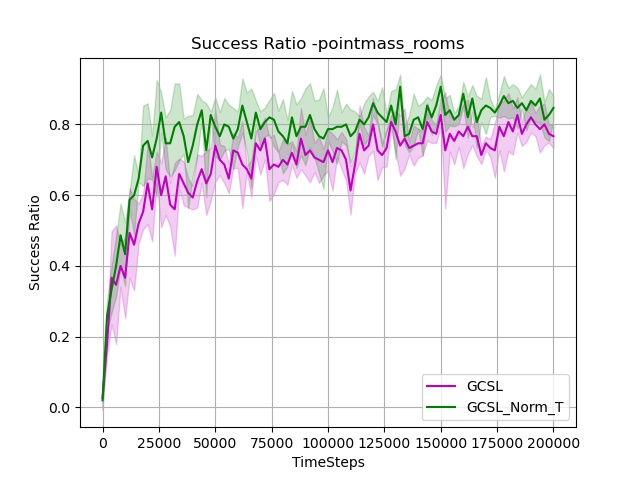 Success Ratio -pointmass_rooms
Success Ratio
0.8
0.6
0.4
0.2
0.0
GCSL
GCSL_Norm_T
0 25000 50000 75000 100000 125000 150000 175000 200000
TimeSteps